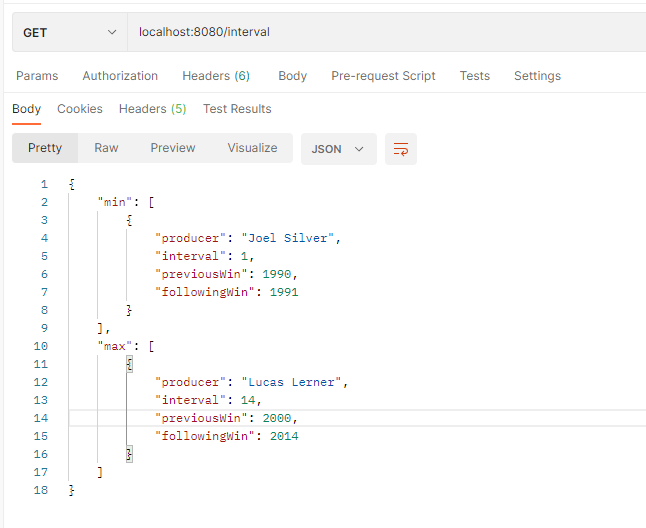 GET localhost:8080/interval
Params Authorization Headers (6) Body Pre-request Script Tests Settings
Body Cookies Headers (5) Test Results
Pretty Raw Preview Visualize JSON
1 {
2 "min": [
3 {
4 "producer": "Joel Silver",
5 "interval": 1,
6 "previousWin": 1990,
7 "followingWin": 1991
8 }
9 ],
10 "max": [
11 {
12 "producer": "Lucas Lerner",
13 "interval": 14,
14 "previousWin": 2000,
15 "followingWin": 2014
16 }
17 ]
18 }